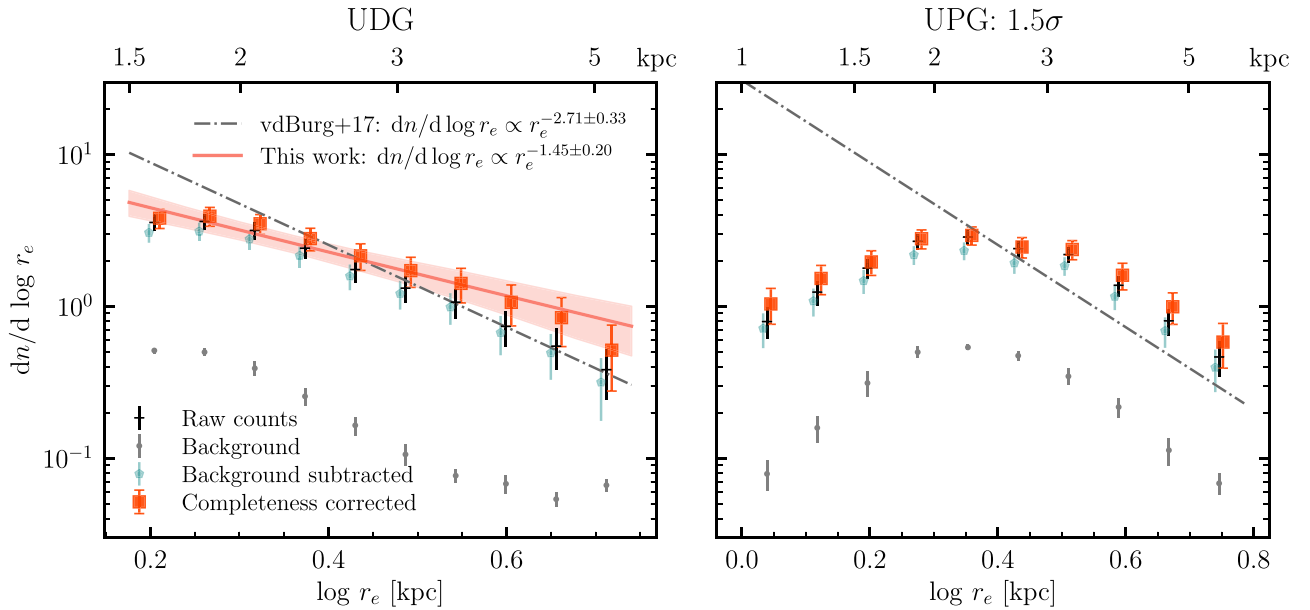 UDG
1.5 2 3 5 kpc
vdBurg+17: dn/d log r_e ∝ r_e^{-2.71±0.33}
This work: dn/d log r_e ∝ r_e^{-1.45±0.20}
10^1
10^0
10^{-1}
dn/d log r_e
Raw counts
Background
Background subtracted
Completeness corrected
0.2 0.4 0.6
log r_e [kpc]
UPG: 1.5σ
1 1.5 2 3 5 kpc
0.0 0.2 0.4 0.6 0.8
log r_e [kpc]